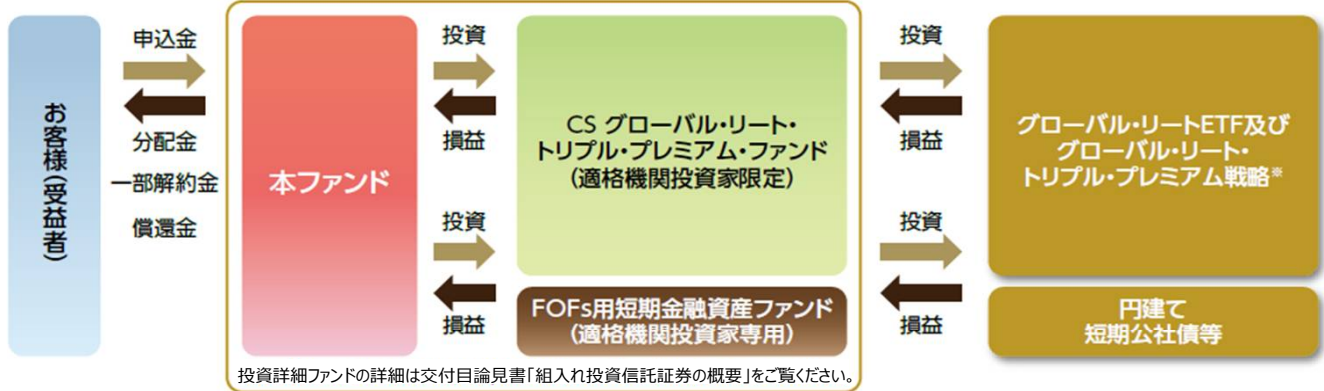 お客様(受益者)
申込金
分配金
一部解約金
償還金
本ファンド
投資
損益
投資
損益
CS グローバル・リート・
トリプル・プレミアム・ファンド
(適格機関投資家限定)
FOFs用短期金融資産ファンド
(適格機関投資家専用)
投資
損益
投資
損益
グローバル・リートETF及び
グローバル・リート・
トリプル・プレミアム戦略※
円建て
短期公社債等
投資詳細ファンドの詳細は交付目論見書「組入れ投資信託証券の概要」をご覧ください。